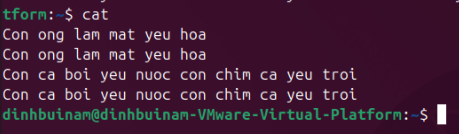 tform:~$ cat
Con ong lam mat yeu hoa
Con ong lam mat yeu hoa
Con ca boi yeu nuoc con chim ca yeu troi
Con ca boi yeu nuoc con chim ca yeu troi
dinhbuinam@dinhbuinam-VMware-Virtual-Platform:~$